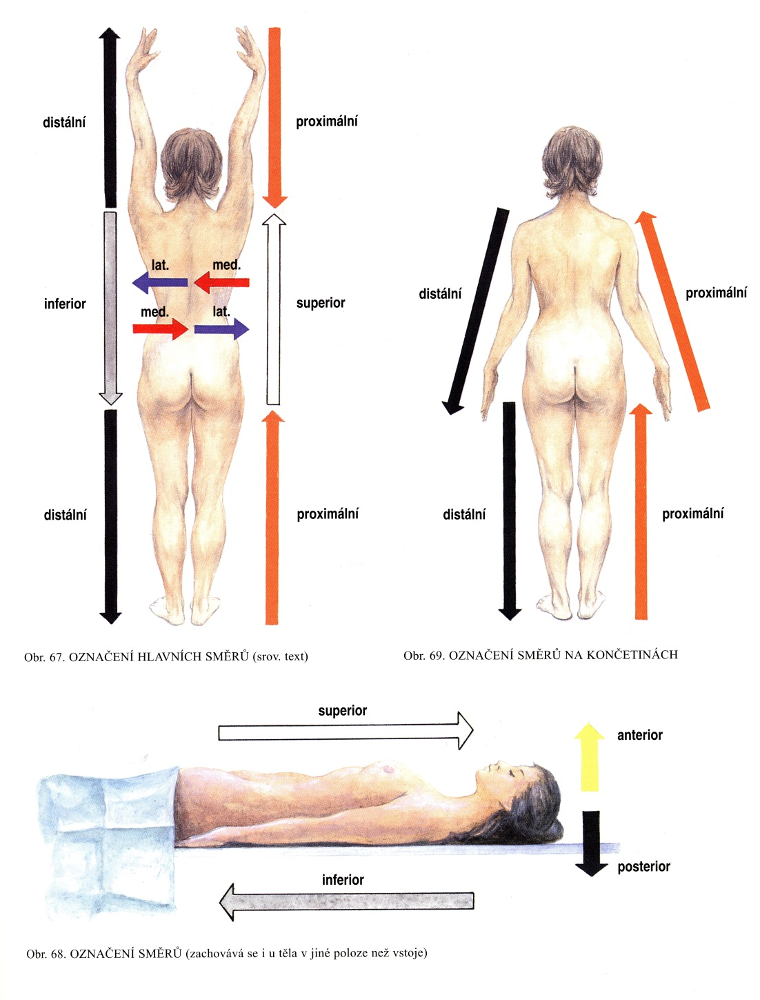 distální
proximální
lat.
med.
inferior
superior
med.
lat.
distální
proximální
Obr. 67. OZNAČENÍ HLAVNÍCH SMĚRŮ (srov. text)
distální
proximální
distální
proximální
Obr. 69. OZNAČENÍ SMĚRŮ NA KONČETINÁCH
superior
anterior
posterior
inferior
Obr. 68. OZNAČENÍ SMĚRŮ (zachovává se i u těla v jiné poloze než vstoje)